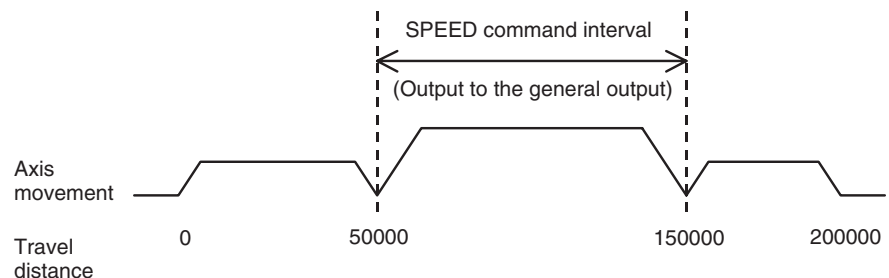 SPEED command interval
(Output to the general output)
Axis
movement
Travel
distance
0
50000
150000
200000